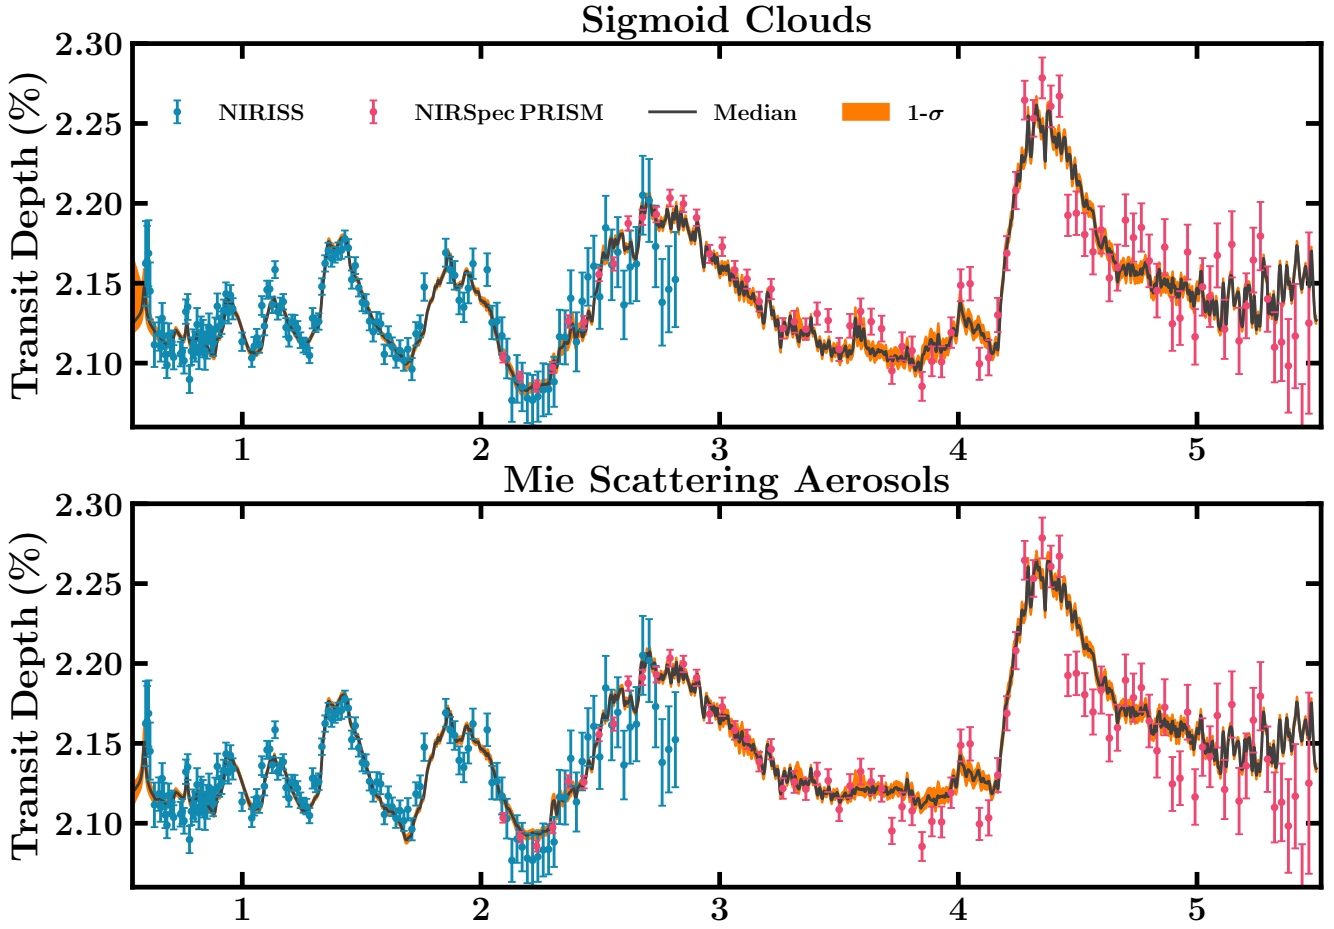 Sigmoid Clouds
Transit Depth (%)
2.30
2.25
2.20
2.15
2.10
NIRISS NIRSpec PRISM Median 1-σ
1 2 3 4 5
Mie Scattering Aerosols
Transit Depth (%)
2.30
2.25
2.20
2.15
2.10
1 2 3 4 5